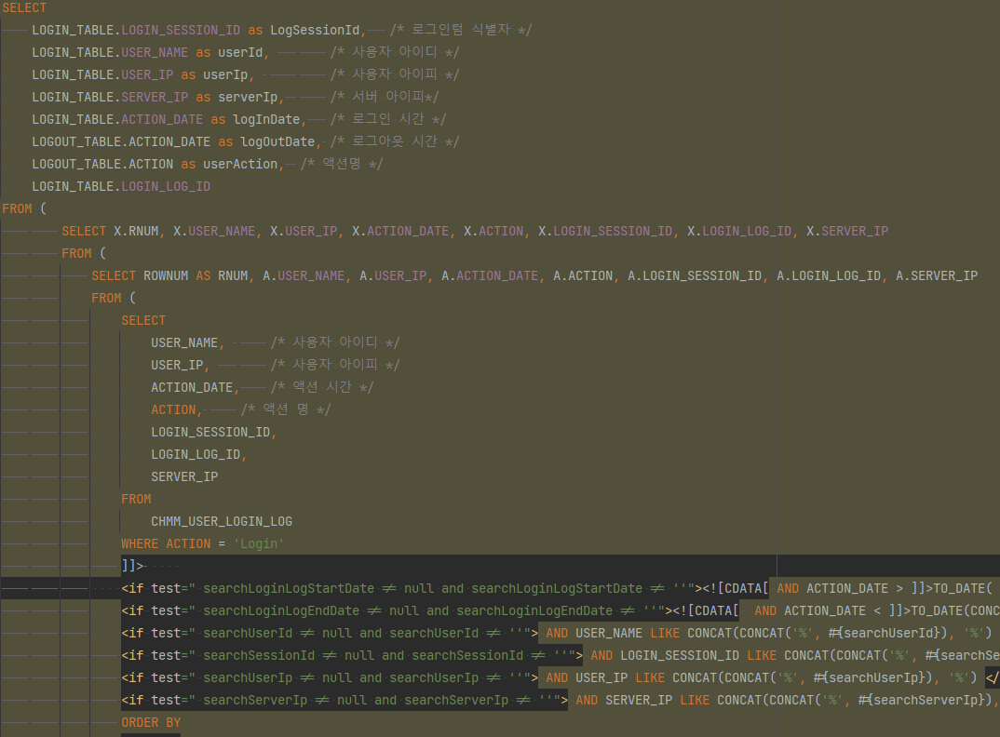 SELECT
LOGIN_TABLE.LOGIN_SESSION_ID as LogSessionId, /* 로그인텀 식별자 */
LOGIN_TABLE.USER_NAME as userId, /* 사용자 아이디 */
LOGIN_TABLE.USER_IP as userIp, /* 사용자 아이피 */
LOGIN_TABLE.SERVER_IP as serverIp, /* 서버 아이피*/
LOGIN_TABLE.ACTION_DATE as logInDate, /* 로그인 시간 */
LOGOUT_TABLE.ACTION_DATE as logOutDate, /* 로그아웃 시간 */
LOGOUT_TABLE.ACTION as userAction, /* 액션명 */
LOGIN_TABLE.LOGIN_LOG_ID
FROM (
SELECT X.RNUM, X.USER_NAME, X.USER_IP, X.ACTION_DATE, X.ACTION, X.LOGIN_SESSION_ID, X.LOGIN_LOG_ID, X.SERVER_IP
FROM (
SELECT ROWNUM AS RNUM, A.USER_NAME, A.USER_IP, A.ACTION_DATE, A.ACTION, A.LOGIN_SESSION_ID, A.LOGIN_LOG_ID, A.SERVER_IP
FROM (
SELECT
USER_NAME, /* 사용자 아이디 */
USER_IP, /* 사용자 아이피 */
ACTION_DATE, /* 액션 시간 */
ACTION, /* 액션 명 */
LOGIN_SESSION_ID,
LOGIN_LOG_ID,
SERVER_IP
FROM
CHMM_USER_LOGIN_LOG
WHERE ACTION = 'Login'
]]>
<if test=" searchLoginLogStartDate != null and searchLoginLogStartDate != ''"><![CDATA[ AND ACTION_DATE > ]]>TO_DATE(
<if test=" searchLoginLogEndDate != null and searchLoginLogEndDate != ''"><![CDATA[ AND ACTION_DATE < ]]>TO_DATE(CONC
<if test=" searchUserId != null and searchUserId != ''"> AND USER_NAME LIKE CONCAT(CONCAT('%', #{searchUserId}), '%')
<if test=" searchSessionId != null and searchSessionId != ''"> AND LOGIN_SESSION_ID LIKE CONCAT(CONCAT('%', #{searchSe
<if test=" searchUserIp != null and searchUserIp != ''"> AND USER_IP LIKE CONCAT(CONCAT('%', #{searchUserIp}), '%') </
<if test=" searchServerIp != null and searchServerIp != ''"> AND SERVER_IP LIKE CONCAT(CONCAT('%', #{searchServerIp}),
ORDER BY